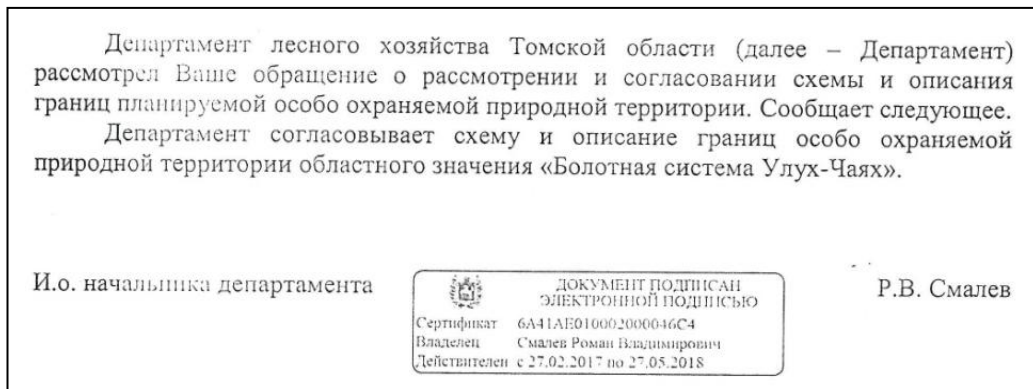 Департамент лесного хозяйства Томской области (далее – Департамент)
рассмотрел Ваше обращение о рассмотрении и согласовании схемы и описания
границ планируемой особо охраняемой природной территории. Сообщает следующее.
Департамент согласовывает схему и описание границ особо охраняемой
природной территории областного значения «Болотная система Улух-Чаях».
И.о. начальника департамента
ДОКУМЕНТ ПОДПИСАН
ЭЛЕКТРОННОЙ ПОДПИСЬЮ
Сертификат 6A41AE010002000046C4
Владелец Смалев Роман Владимирович
Действителен с 27.02.2017 по 27.05.2018
Р.В. Смалев